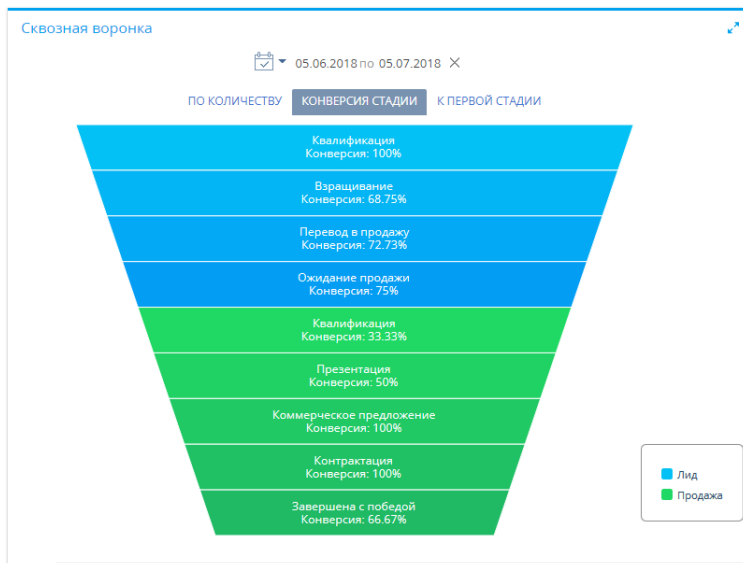 Сквозная воронка
05.06.2018 по 05.07.2018
ПО КОЛИЧЕСТВУ КОНВЕРСИЯ СТАДИИ К ПЕРВОЙ СТАДИИ
Квалификация
Конверсия: 100%
Взращивание
Конверсия: 68.75%
Перевод в продажу
Конверсия: 72.73%
Ожидание продажи
Конверсия: 75%
Квалификация
Конверсия: 33.33%
Презентация
Конверсия: 50%
Коммерческое предложение
Конверсия: 100%
Контрактация
Конверсия: 100%
Завершена с победой
Конверсия: 66.67%
Лид
Продажа